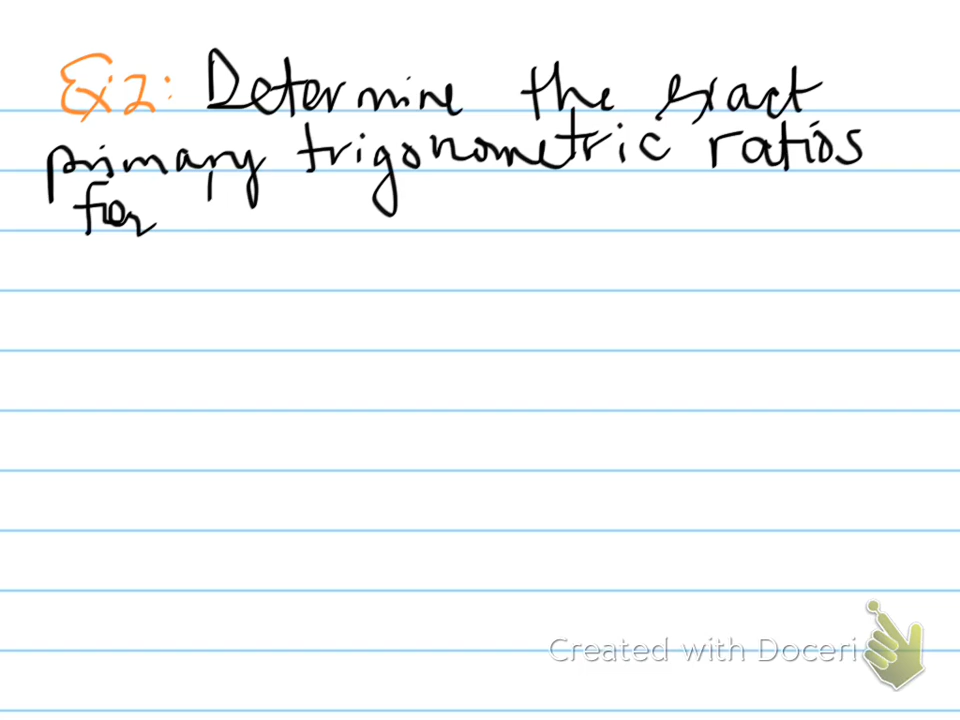 Ex2: Determine the exact
primary trigonometric ratios
for
Created with Doceri